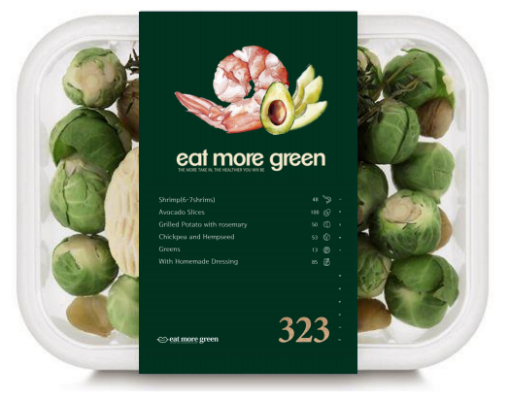 eat more green
THE MORE TAKE IN, THE HEALTHIER YOU WIN BE
Shrimp(6-7shrims) 48
Avocado Slices 100
Grilled Potato with rosemary 50
Chickpea and Hempseed 53
Greens 13
With Homemade Dressing 85
eat more green
323